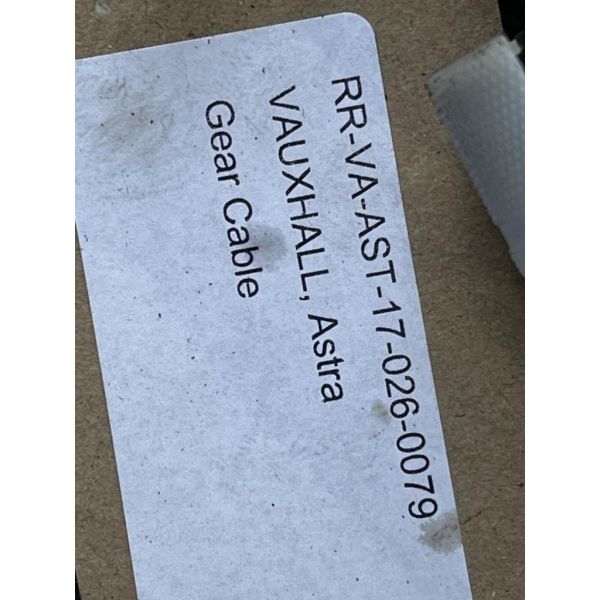 RR-VA-AST-17-026-0079
VAUXHALL, Astra
Gear Cable